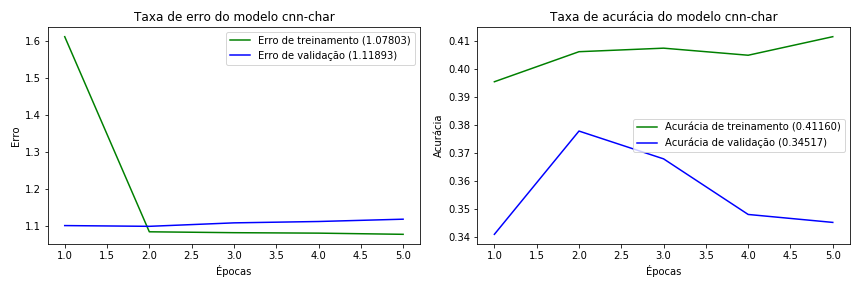 Taxa de erro do modelo cnn-char
Erro de treinamento (1.07803)
Erro de validação (1.11893)
Erro
1.6
1.5
1.4
1.3
1.2
1.1
1.0 1.5 2.0 2.5 3.0 3.5 4.0 4.5 5.0
Épocas
Taxa de acurácia do modelo cnn-char
Acurácia de treinamento (0.41160)
Acurácia de validação (0.34517)
Acurácia
0.41
0.40
0.39
0.38
0.37
0.36
0.35
0.34
1.0 1.5 2.0 2.5 3.0 3.5 4.0 4.5 5.0
Épocas